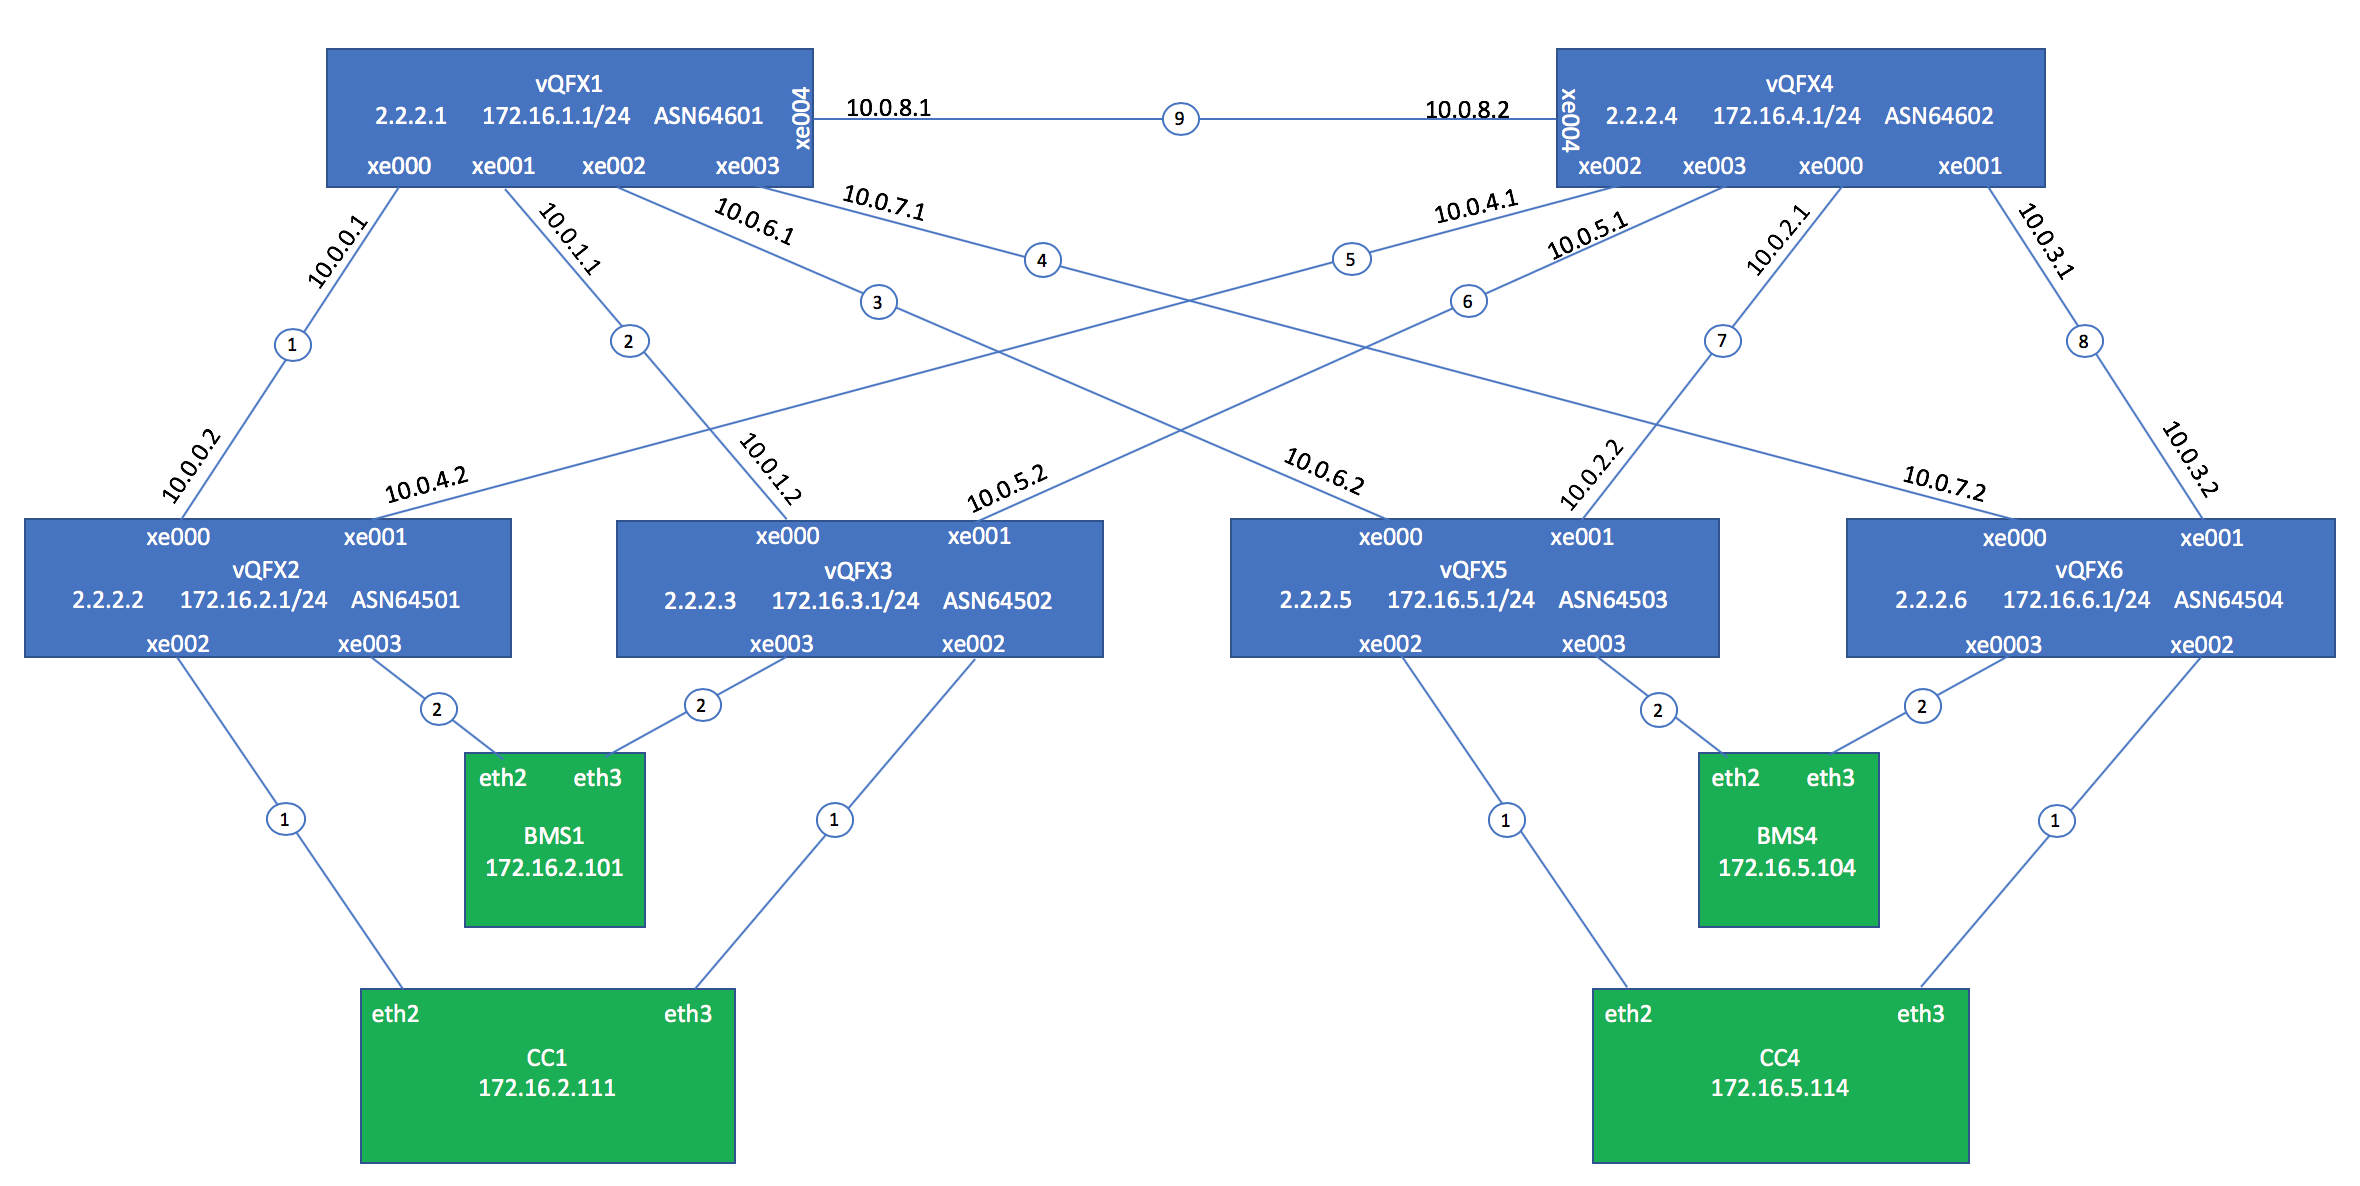 vQFX1
2.2.2.1 172.16.1.1/24 ASN64601
xe004
xe000 xe001 xe002 xe003
10.0.8.1
9
10.0.8.2
vQFX4
xe004
2.2.2.4 172.16.4.1/24 ASN64602
xe002 xe003 xe000 xe001
10.0.0.1
10.0.1.1
10.0.6.1
10.0.7.1
10.0.4.1
10.0.5.1
10.0.2.1
10.0.3.1
1
2
3
4
5
6
7
8
10.0.0.2
10.0.4.2
10.0.1.2
10.0.5.2
10.0.6.2
10.0.2.2
10.0.7.2
10.0.3.2
xe000 xe001
vQFX2
2.2.2.2 172.16.2.1/24 ASN64501
xe002 xe003
xe000 xe001
vQFX3
2.2.2.3 172.16.3.1/24 ASN64502
xe003 xe002
xe000 xe001
vQFX5
2.2.2.5 172.16.5.1/24 ASN64503
xe002 xe003
xe000 xe001
vQFX6
2.2.2.6 172.16.6.1/24 ASN64504
xe0003 xe002
2
2
2
2
1
1
1
1
eth2 eth3
BMS1
172.16.2.101
eth2 eth3
BMS4
172.16.5.104
eth2 eth3
CC1
172.16.2.111
eth2 eth3
CC4
172.16.5.114